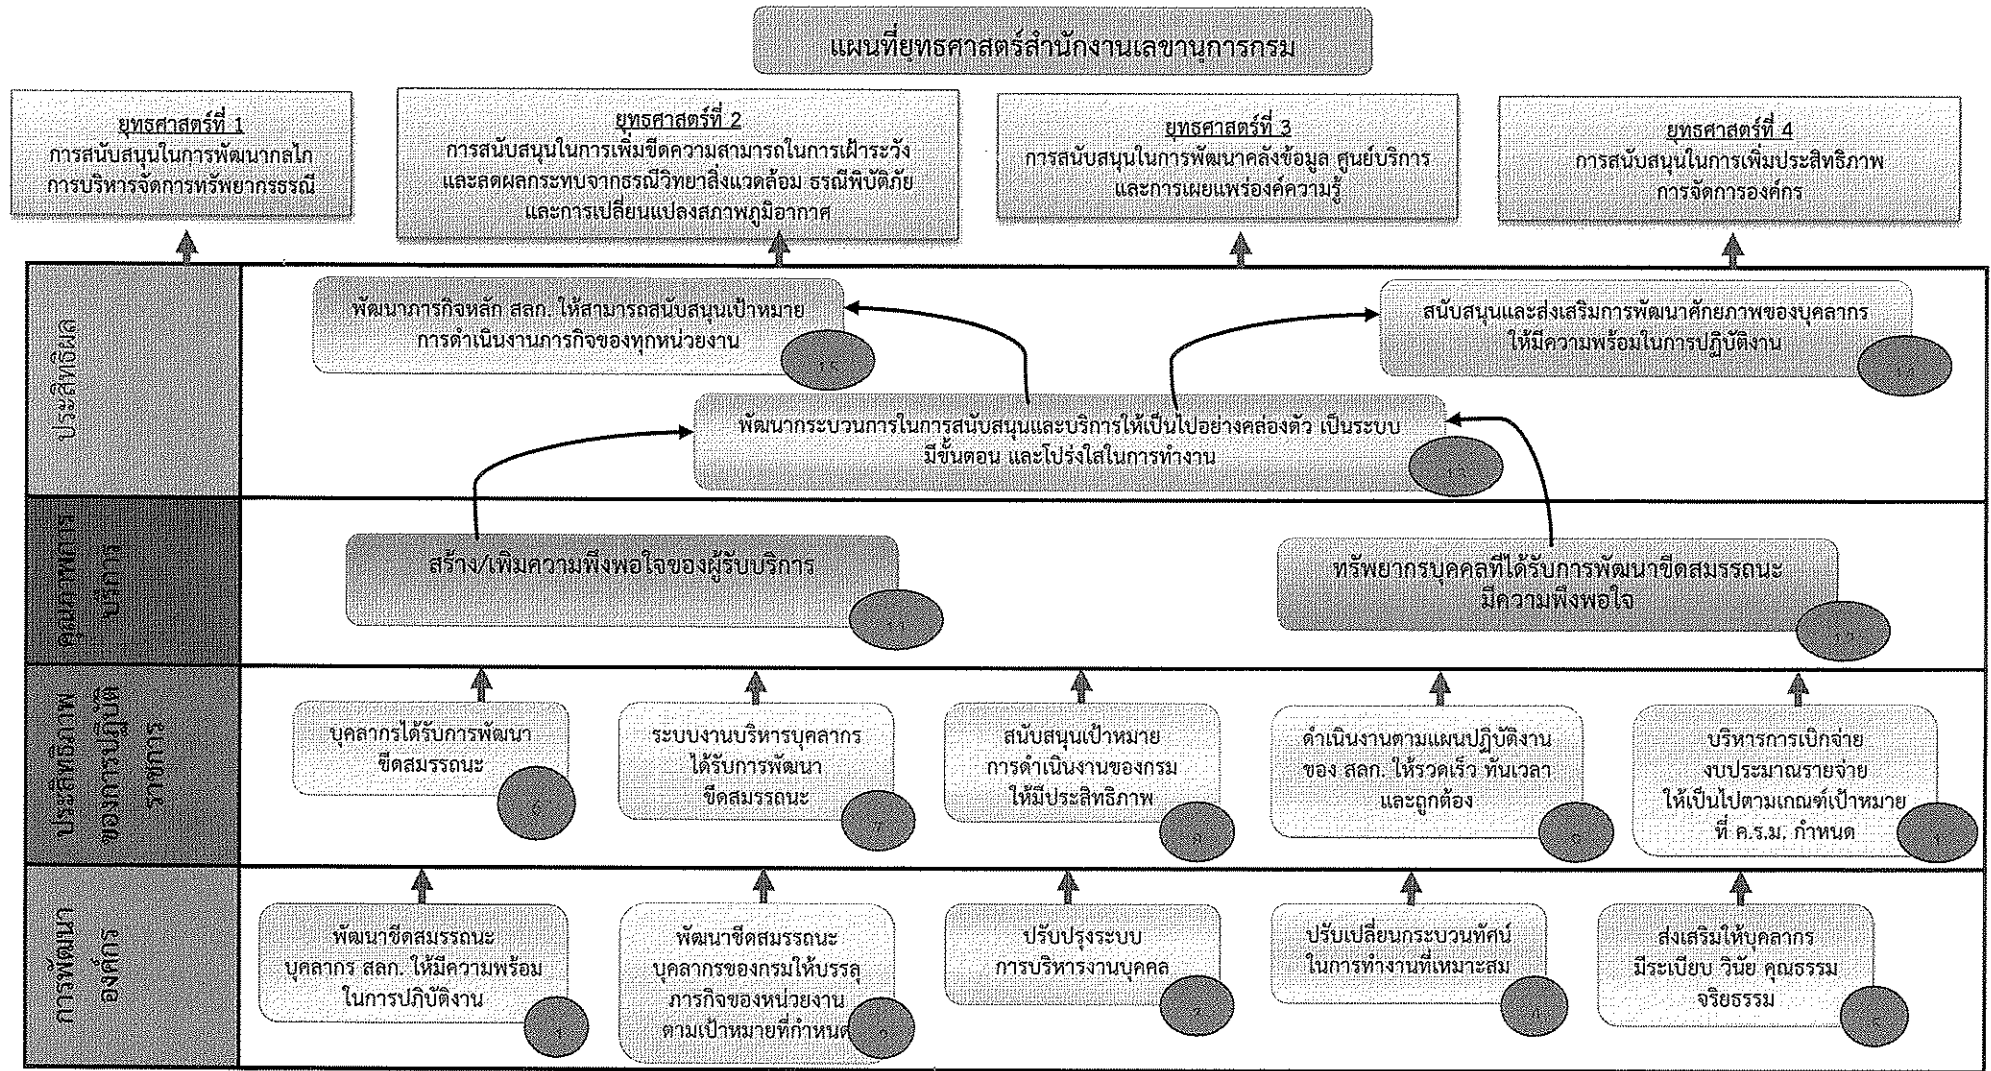 แผนที่ยุทธศาสตร์สำนักงานเลขานุการกรม
ยุทธศาสตร์ที่ 1
การสนับสนุนในการพัฒนากลไก
การบริหารจัดการทรัพยากรธรณี
ยุทธศาสตร์ที่ 2
การสนับสนุนในการเพิ่มขีดความสามารถในการเฝ้าระวัง
และลดผลกระทบจากธรณีวิทยาสิ่งแวดล้อม ธรณีพิบัติภัย
และการเปลี่ยนแปลงสภาพภูมิอากาศ
ยุทธศาสตร์ที่ 3
การสนับสนุนในการพัฒนาคลังข้อมูล ศูนย์บริการ
และการเผยแพร่องค์ความรู้
ยุทธศาสตร์ที่ 4
การสนับสนุนในการเพิ่มประสิทธิภาพ
การจัดการองค์กร
ประสิทธิผล
พัฒนาภารกิจหลัก สลก. ให้สามารถสนับสนุนเป้าหมาย
การดำเนินงานภารกิจของทุกหน่วยงาน
15
สนับสนุนและส่งเสริมการพัฒนาศักยภาพของบุคลากร
ให้มีความพร้อมในการปฏิบัติงาน
14
พัฒนากระบวนการในการสนับสนุนและบริการให้เป็นไปอย่างคล่องตัว เป็นระบบ
มีขั้นตอน และโปร่งใสในการทำงาน
13
คุณภาพการ
บริการ
สร้าง/เพิ่มความพึงพอใจของผู้รับบริการ
11
ทรัพยากรบุคคลที่ได้รับการพัฒนาขีดสมรรถนะ
มีความพึงพอใจ
12
ประสิทธิภาพ
ของการปฏิบัติ
ราชการ
บุคลากรได้รับการพัฒนา
ขีดสมรรถนะ
6
ระบบงานบริหารบุคลากร
ได้รับการพัฒนา
ขีดสมรรถนะ
7
สนับสนุนเป้าหมาย
การดำเนินงานของกรม
ให้มีประสิทธิภาพ
8
ดำเนินงานตามแผนปฏิบัติงาน
ของ สลก. ให้รวดเร็ว ทันเวลา
และถูกต้อง
9
บริหารการเบิกจ่าย
งบประมาณรายจ่าย
ให้เป็นไปตามเกณฑ์เป้าหมาย
ที่ ค.ร.ม. กำหนด
การพัฒนา
องค์กร
พัฒนาขีดสมรรถนะ
บุคลากร สลก. ให้มีความพร้อม
ในการปฏิบัติงาน
1
พัฒนาขีดสมรรถนะ
บุคลากรของกรมให้บรรลุ
ภารกิจของหน่วยงาน
ตามเป้าหมายที่กำหนด
2
ปรับปรุงระบบ
การบริหารงานบุคคล
ปรับเปลี่ยนกระบวนทัศน์
ในการทำงานที่เหมาะสม
4
ส่งเสริมให้บุคลากร
มีระเบียบ วินัย คุณธรรม
จริยธรรม
5